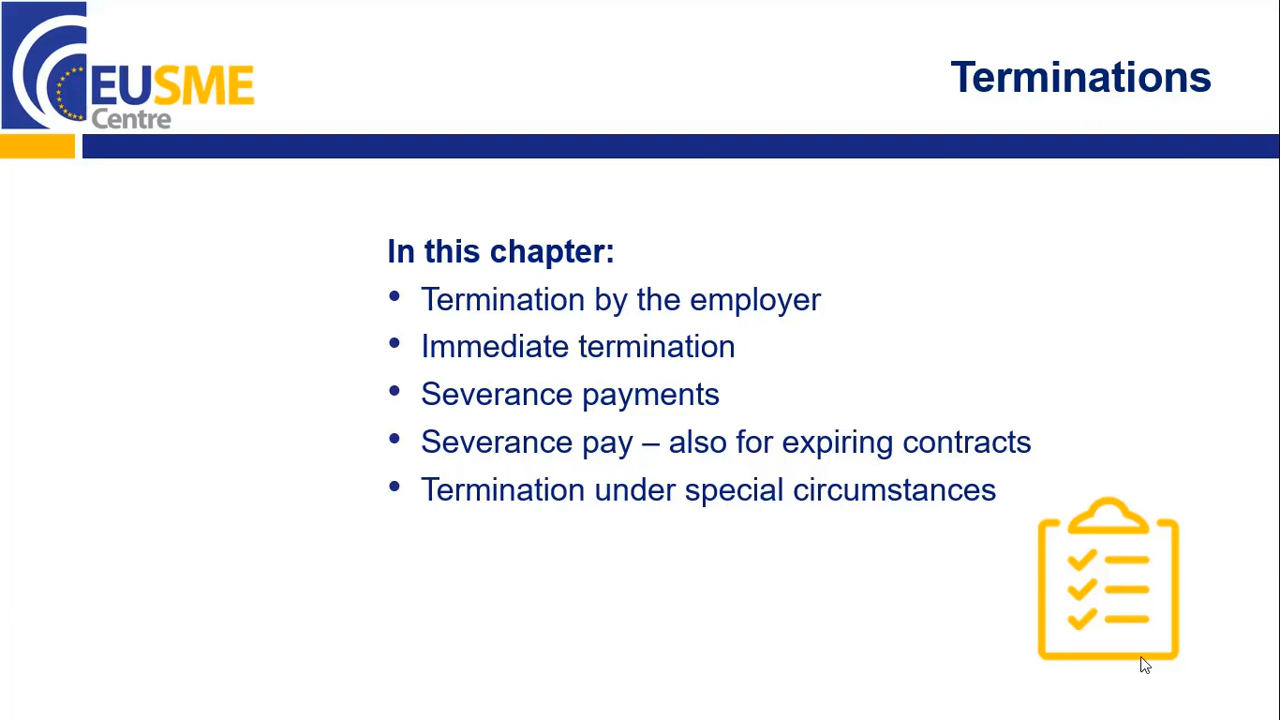 EUSME
Centre
Terminations
In this chapter:
• Termination by the employer
• Immediate termination
• Severance payments
• Severance pay – also for expiring contracts
• Termination under special circumstances